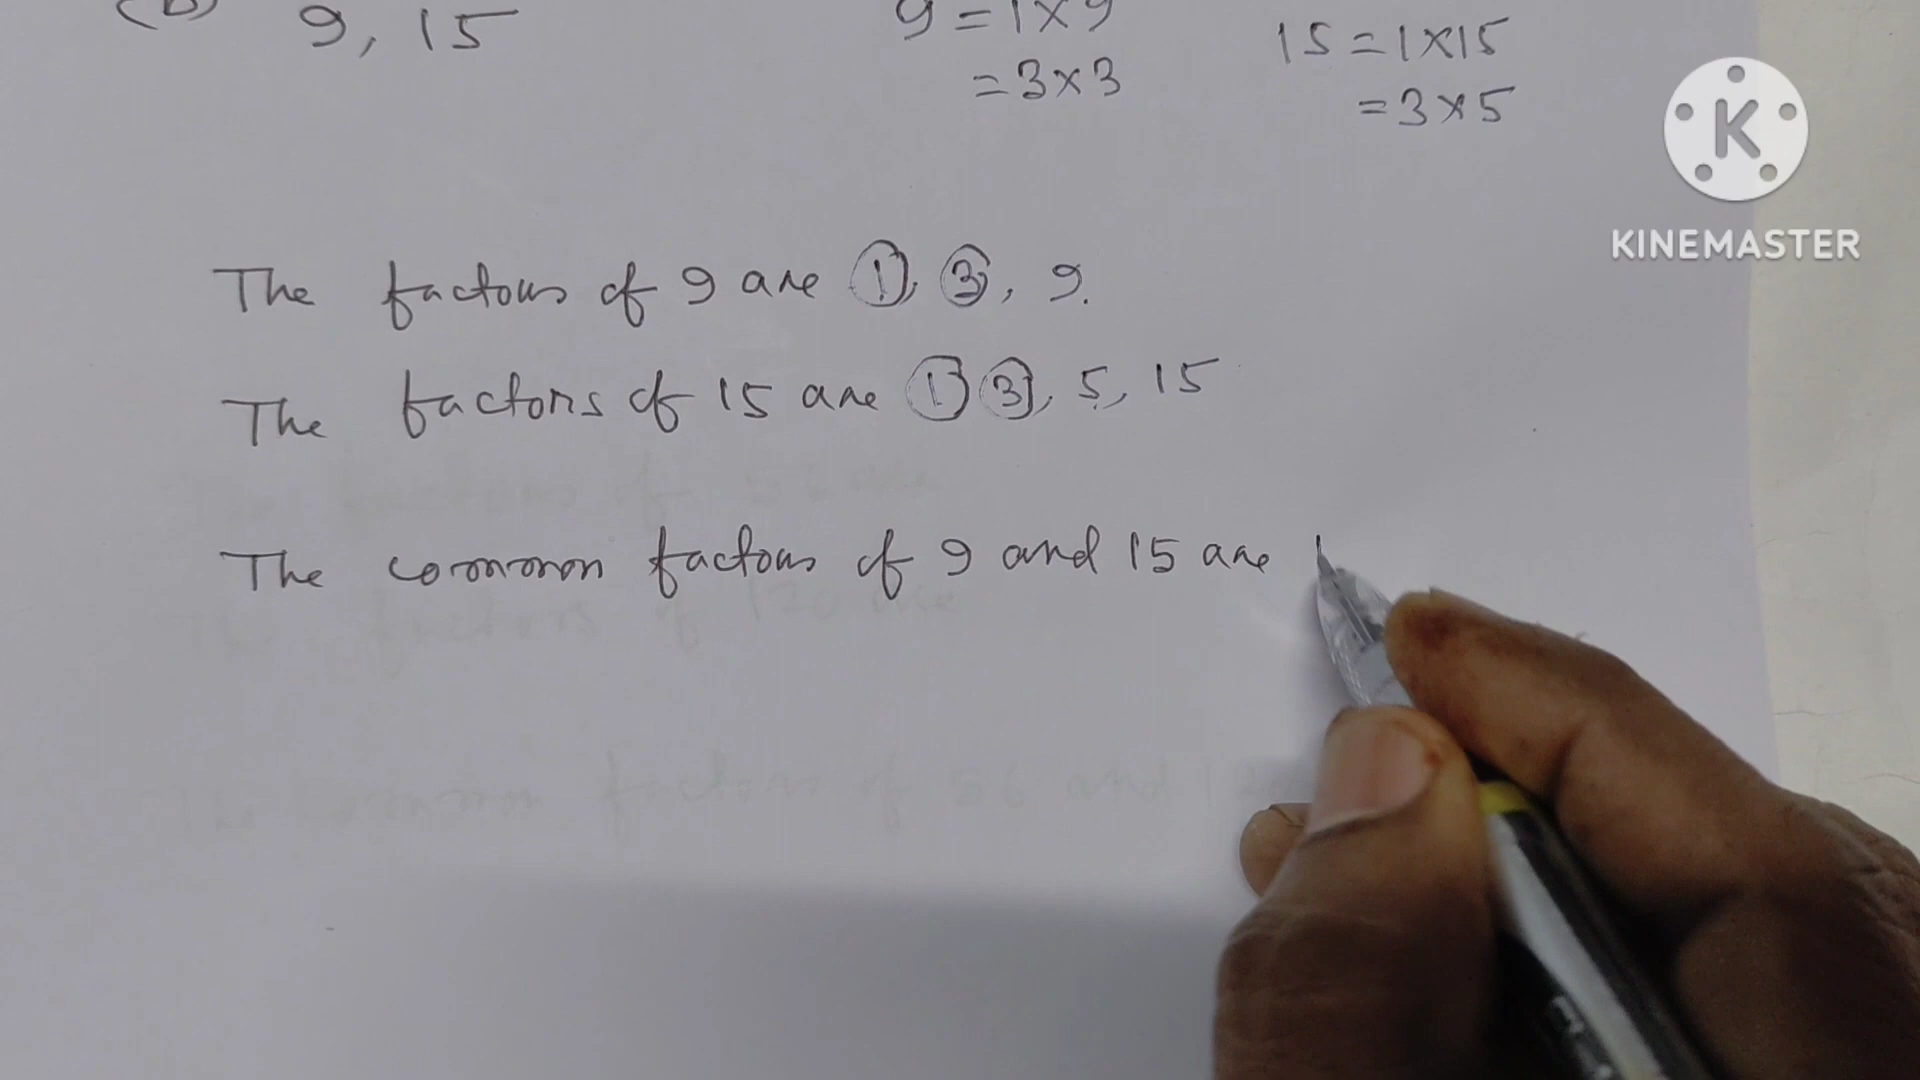 (b) 9, 15
9 = 1 × 9
= 3 × 3
15 = 1 × 15
= 3 × 5
K
KINEMASTER
The factors of 9 are 1, 3, 9.
The factors of 15 are 1 3, 5, 15
The common factors of 9 and 15 are 1